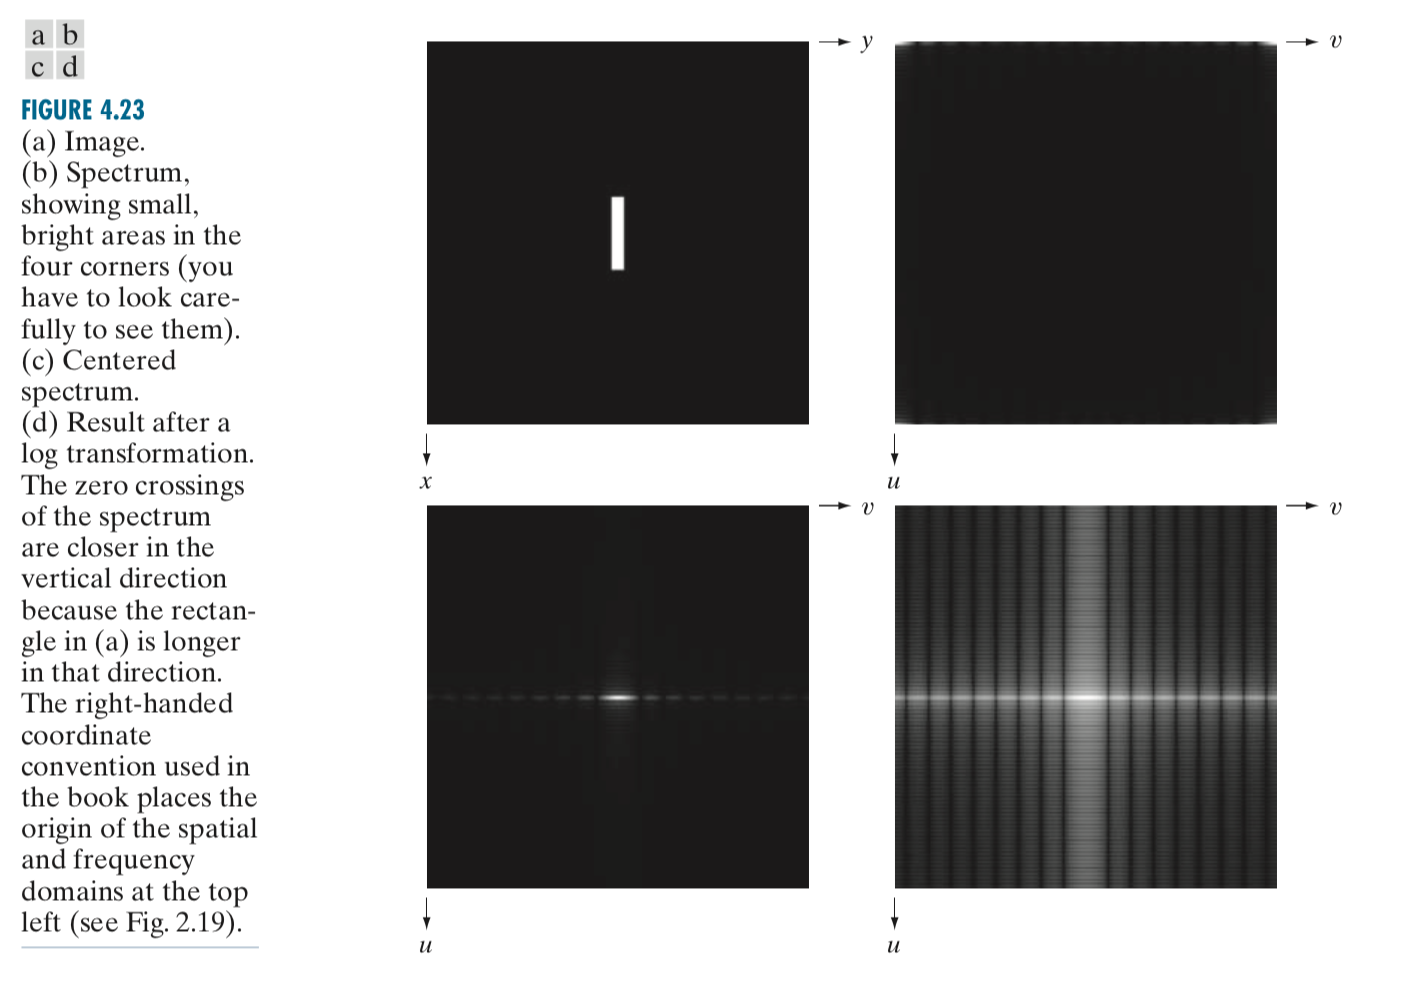 a b
c d
FIGURE 4.23
(a) Image.
(b) Spectrum,
showing small,
bright areas in the
four corners (you
have to look care-
fully to see them).
(c) Centered
spectrum.
(d) Result after a
log transformation.
The zero crossings
of the spectrum
are closer in the
vertical direction
because the rectan-
gle in (a) is longer
in that direction.
The right-handed
coordinate
convention used in
the book places the
origin of the spatial
and frequency
domains at the top
left (see Fig. 2.19).
y
v
x
u
v
v
u
u